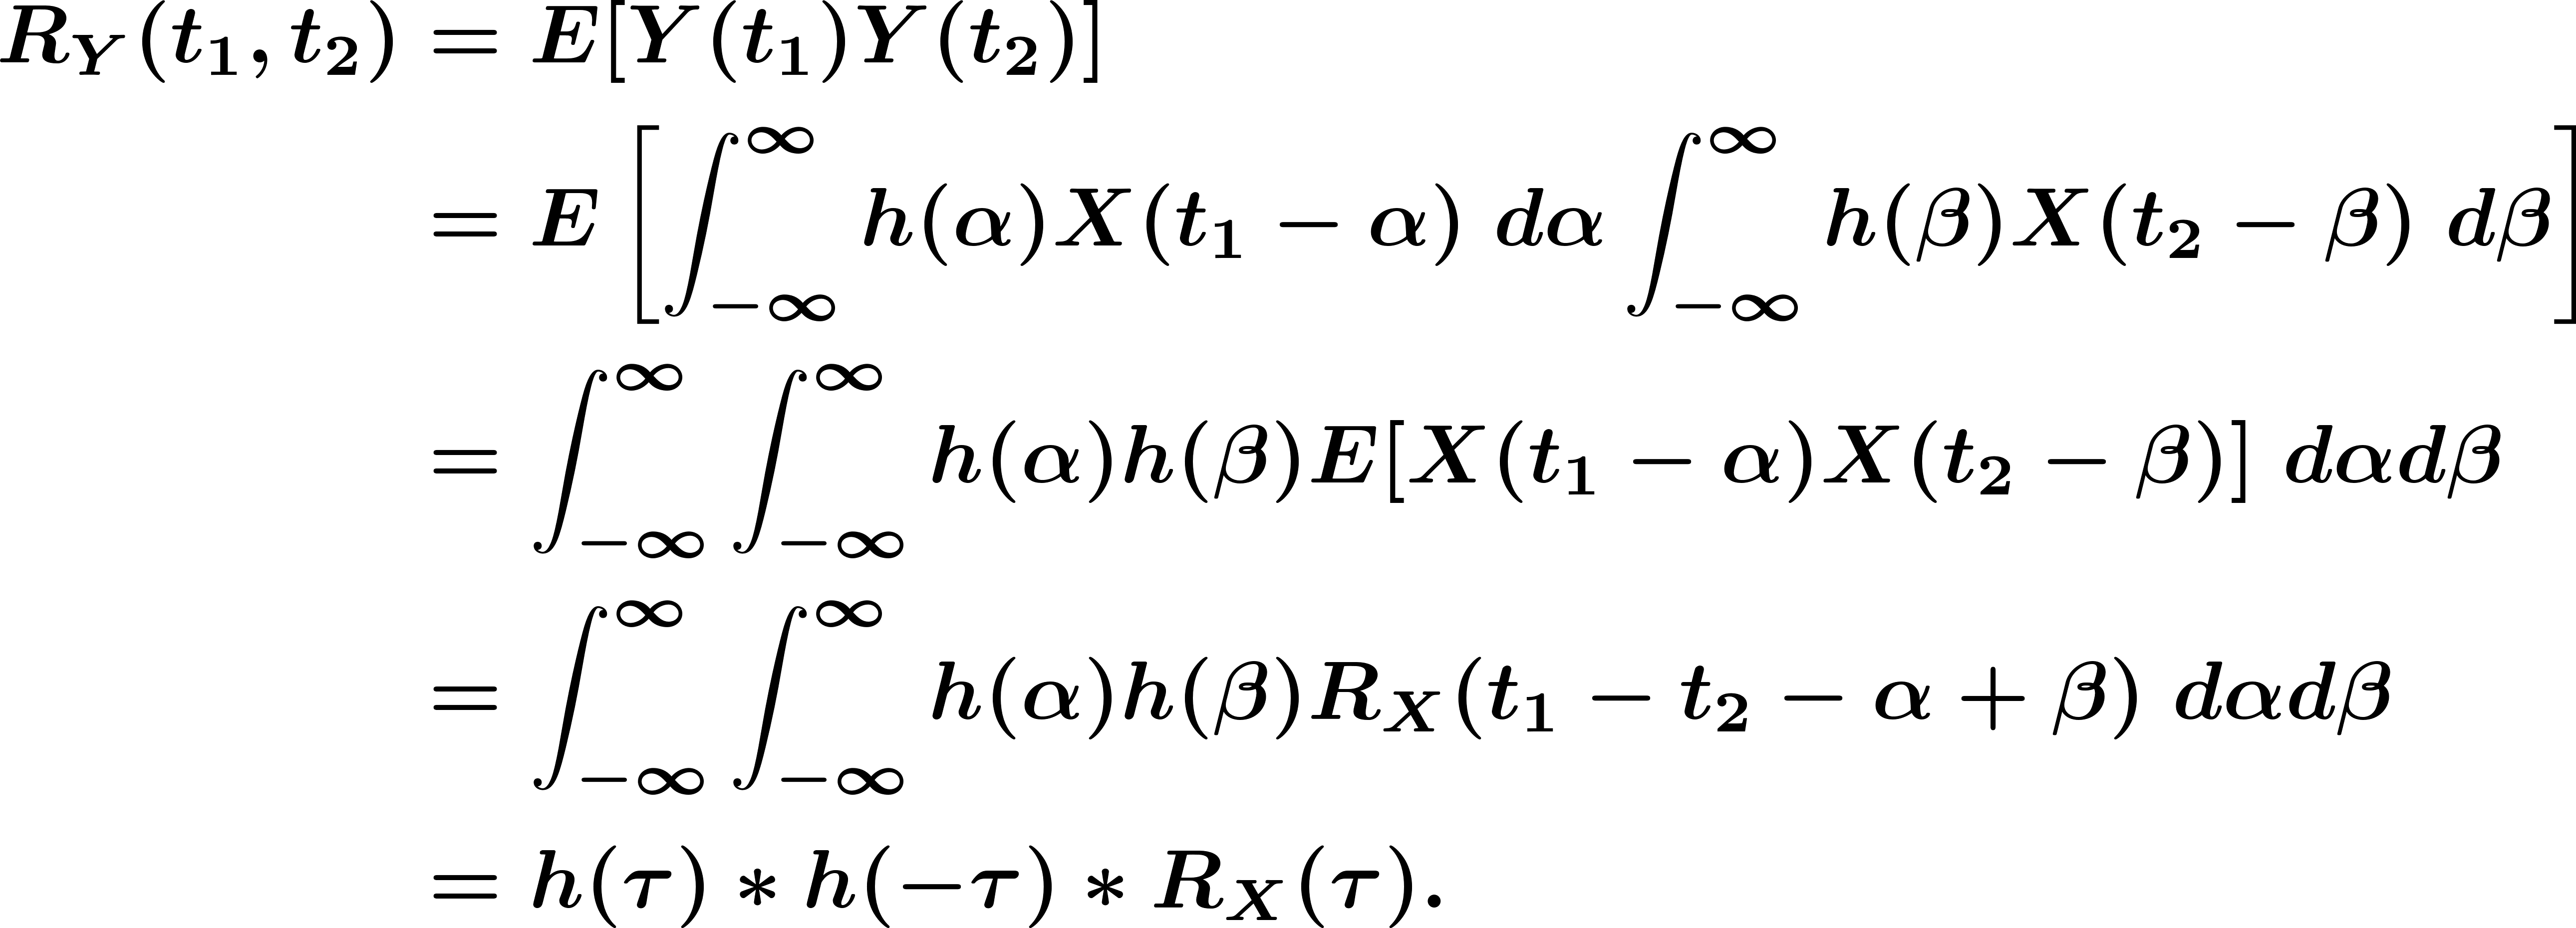 R_Y(t_1, t_2) = E[Y(t_1)Y(t_2)]
= E [ ∫_{-∞}^{∞} h(α)X(t_1 − α) dα ∫_{-∞}^{∞} h(β)X(t_2 − β) dβ ]
= ∫_{-∞}^{∞} ∫_{-∞}^{∞} h(α)h(β)E[X(t_1 − α)X(t_2 − β)] dαdβ
= ∫_{-∞}^{∞} ∫_{-∞}^{∞} h(α)h(β)R_X(t_1 − t_2 − α + β) dαdβ
= h(τ) ∗ h(−τ) ∗ R_X(τ).